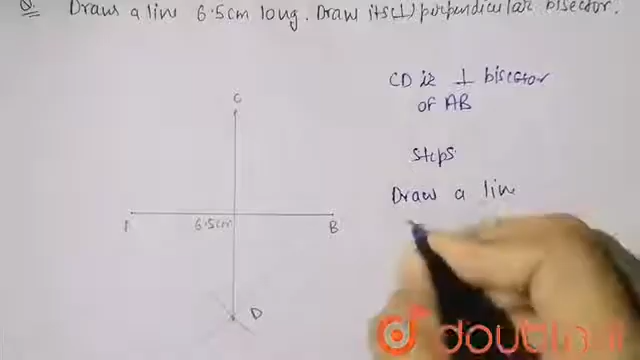 Q. Draw a line 6.5cm long. Draw its (⊥) perpendicular bisector.
C
CD is ⊥ bisector
of AB
Steps
Draw a line
A
6.5cm
B
D
doubtnut